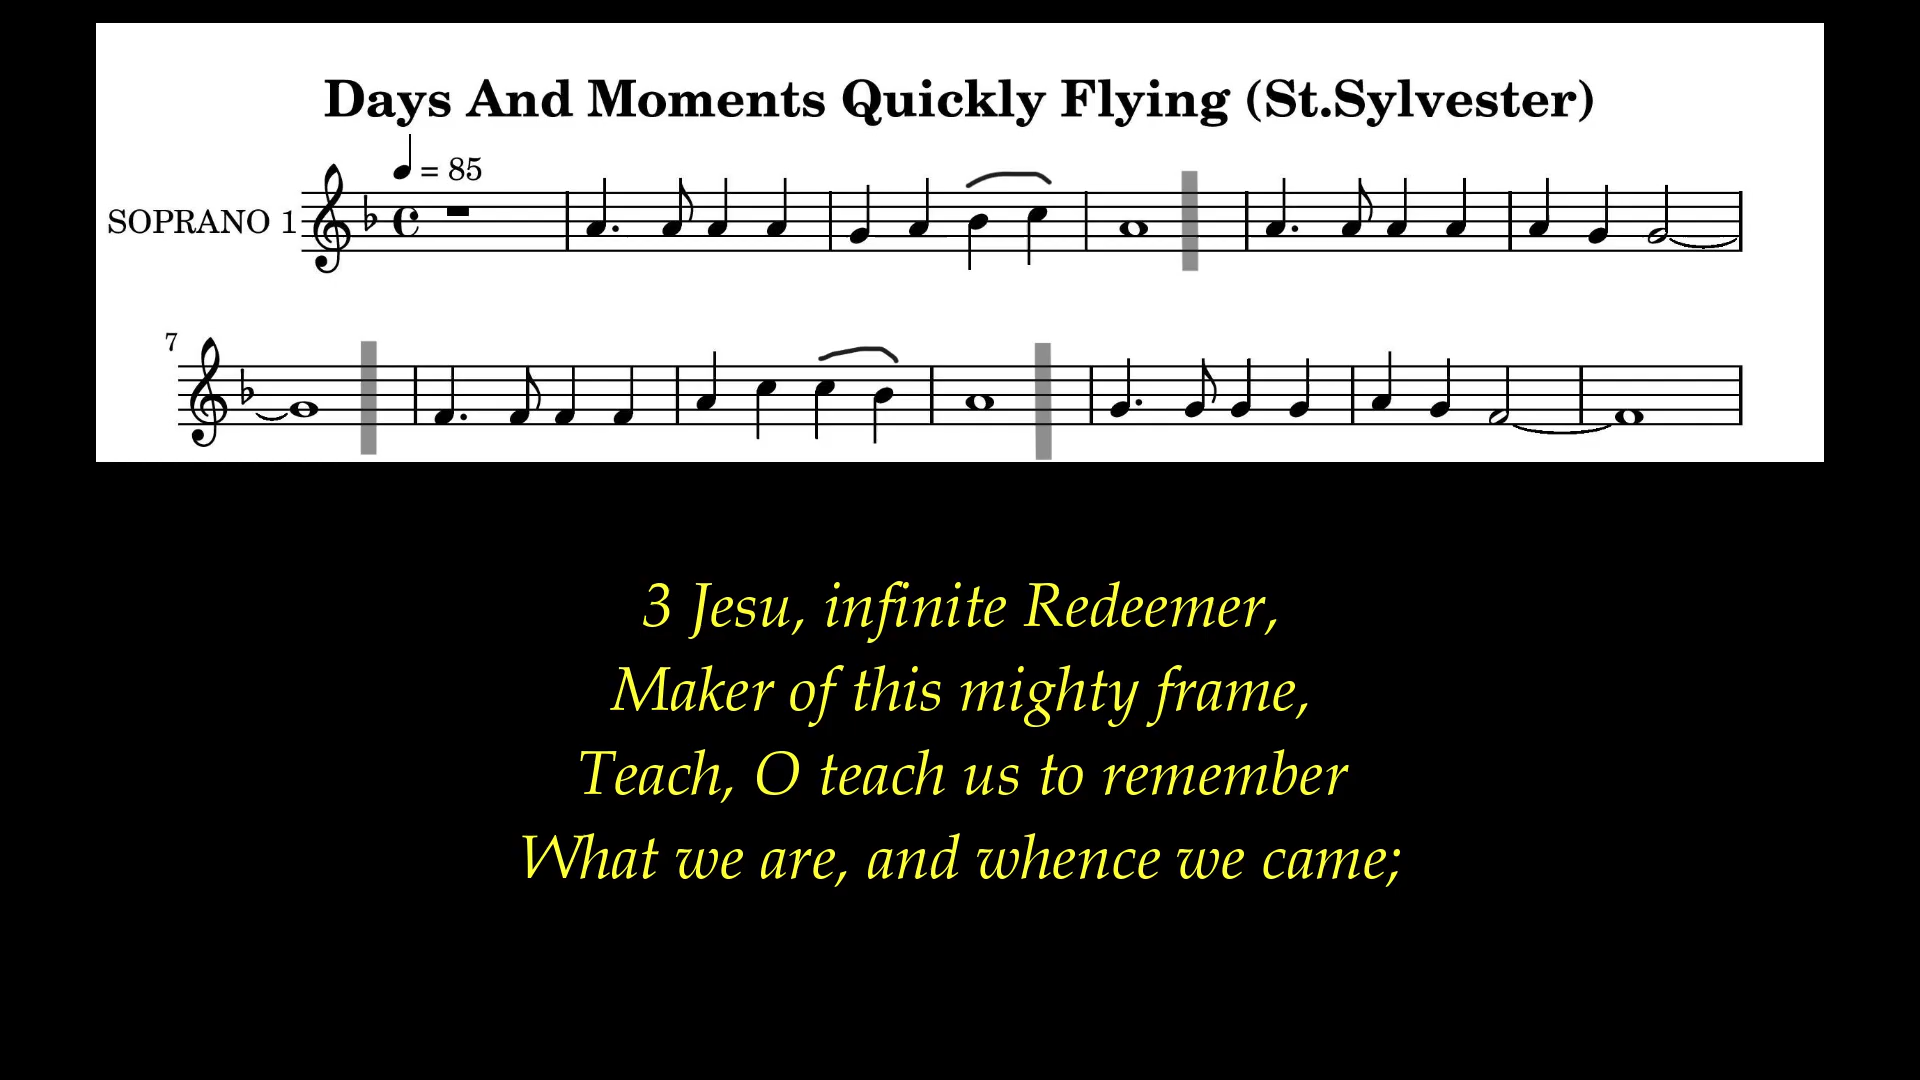 Days And Moments Quickly Flying (St.Sylvester)
= 85
SOPRANO 1
7
3 Jesu, infinite Redeemer,
Maker of this mighty frame,
Teach, O teach us to remember
What we are, and whence we came;